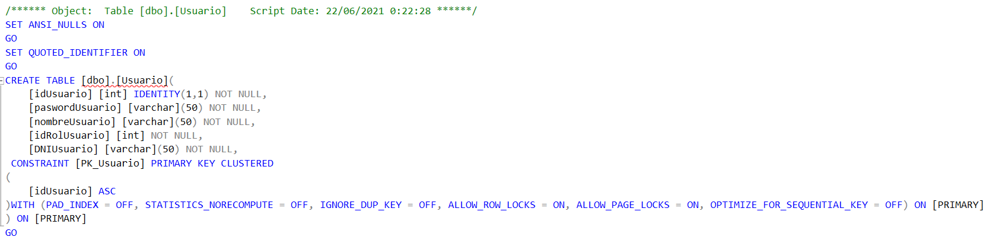 /****** Object:  Table [dbo].[Usuario]    Script Date: 22/06/2021 0:22:28 ******/
SET ANSI_NULLS ON
GO
SET QUOTED_IDENTIFIER ON
GO
CREATE TABLE [dbo].[Usuario](
    [idUsuario] [int] IDENTITY(1,1) NOT NULL,
    [paswordUsuario] [varchar](50) NOT NULL,
    [nombreUsuario] [varchar](50) NOT NULL,
    [idRolUsuario] [int] NOT NULL,
    [DNIUsuario] [varchar](50) NOT NULL,
 CONSTRAINT [PK_Usuario] PRIMARY KEY CLUSTERED
(
    [idUsuario] ASC
)WITH (PAD_INDEX = OFF, STATISTICS_NORECOMPUTE = OFF, IGNORE_DUP_KEY = OFF, ALLOW_ROW_LOCKS = ON, ALLOW_PAGE_LOCKS = ON, OPTIMIZE_FOR_SEQUENTIAL_KEY = OFF) ON [PRIMARY]
) ON [PRIMARY]
GO